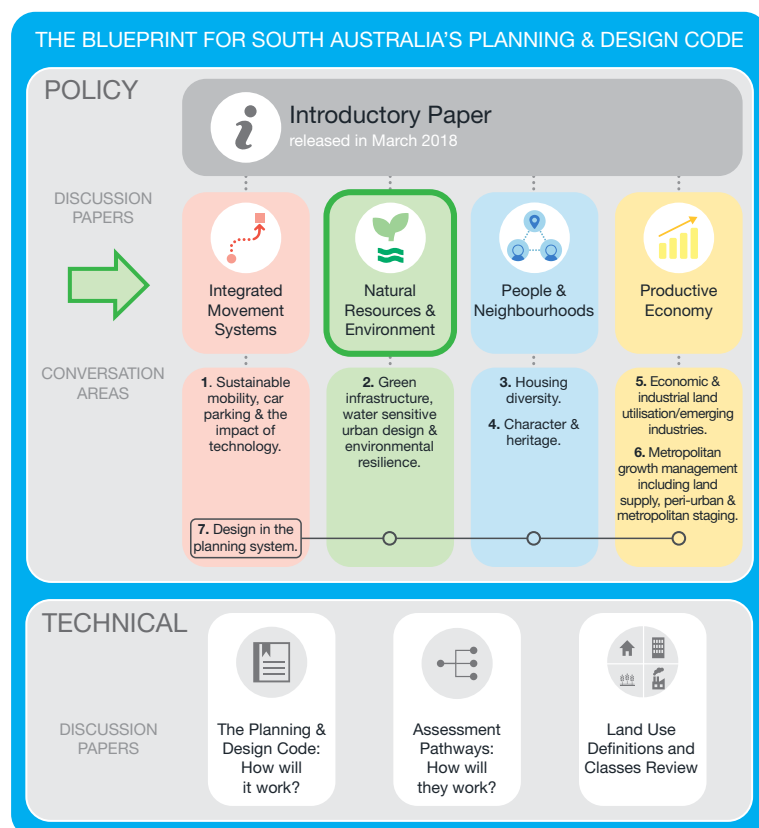 THE BLUEPRINT FOR SOUTH AUSTRALIA'S PLANNING & DESIGN CODE
POLICY
i
Introductory Paper
released in March 2018
DISCUSSION
PAPERS
Integrated
Movement
Systems
Natural
Resources &
Environment
People &
Neighbourhoods
Productive
Economy
CONVERSATION
AREAS
1. Sustainable
mobility, car
parking & the
impact of
technology.
2. Green
infrastructure,
water sensitive
urban design &
environmental
resilience.
3. Housing
diversity.
4. Character &
heritage.
5. Economic &
industrial land
utilisation/emerging
industries.
6. Metropolitan
growth management
including land
supply, peri-urban &
metropolitan staging.
7. Design in the
planning system.
TECHNICAL
DISCUSSION
PAPERS
The Planning &
Design Code:
How will
it work?
Assessment
Pathways:
How will
they work?
Land Use
Definitions and
Classes Review